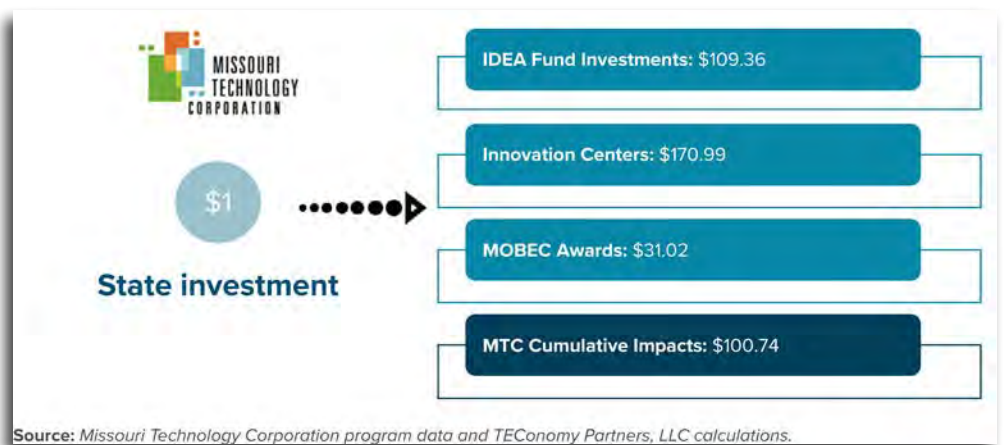 MISSOURI
TECHNOLOGY
CORPORATION
$1
State investment
IDEA Fund Investments: $109.36
Innovation Centers: $170.99
MOBEC Awards: $31.02
MTC Cumulative Impacts: $100.74
Source: Missouri Technology Corporation program data and TEConomy Partners, LLC calculations.